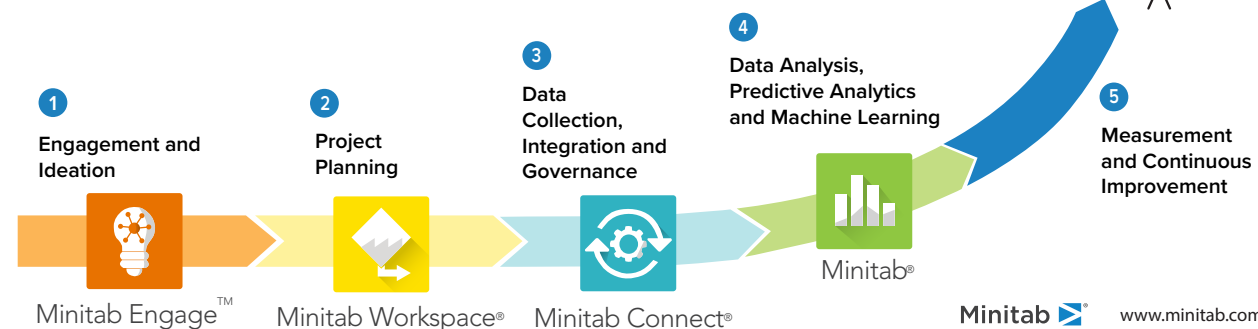 1
Engagement and
Ideation
Minitab Engage™
2
Project
Planning
Minitab Workspace®
3
Data
Collection,
Integration and
Governance
Minitab Connect®
4
Data Analysis,
Predictive Analytics
and Machine Learning
Minitab®
5
Measurement
and Continuous
Improvement
Minitab® www.minitab.com